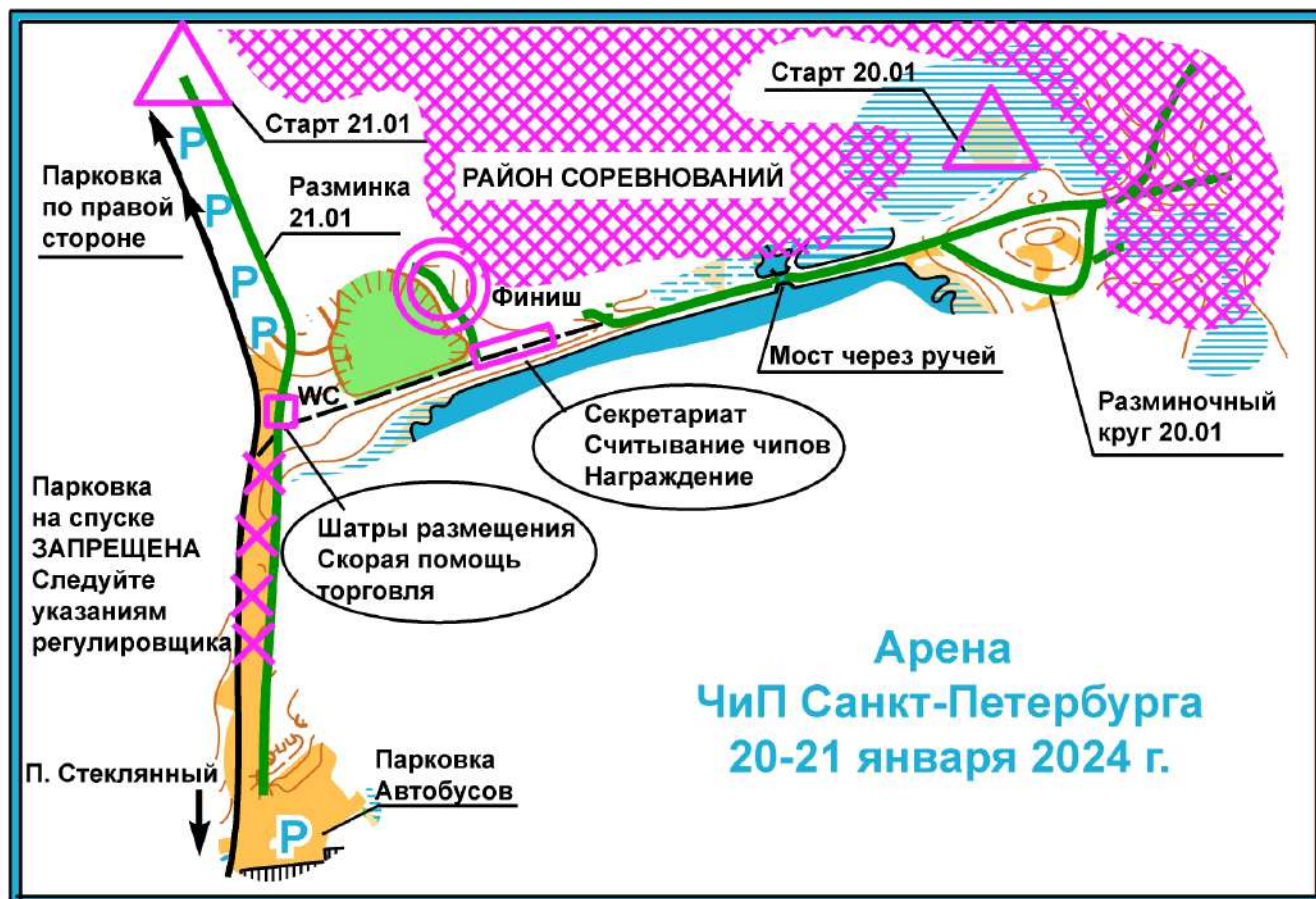 Старт 20.01
Старт 21.01
РАЙОН СОРЕВНОВАНИЙ
Парковка
по правой
стороне
Разминка
21.01
P
P
P
P
Финиш
Мост через ручей
WC
Разминочный
круг 20.01
Секретариат
Считывание чипов
Награждение
Парковка
на спуске
ЗАПРЕЩЕНА
Следуйте
указаниям
регулировщика
Шатры размещения
Скорая помощь
торговля
Арена
ЧиП Санкт-Петербурга
20-21 января 2024 г.
П. Стеклянный
Парковка
Автобусов
P